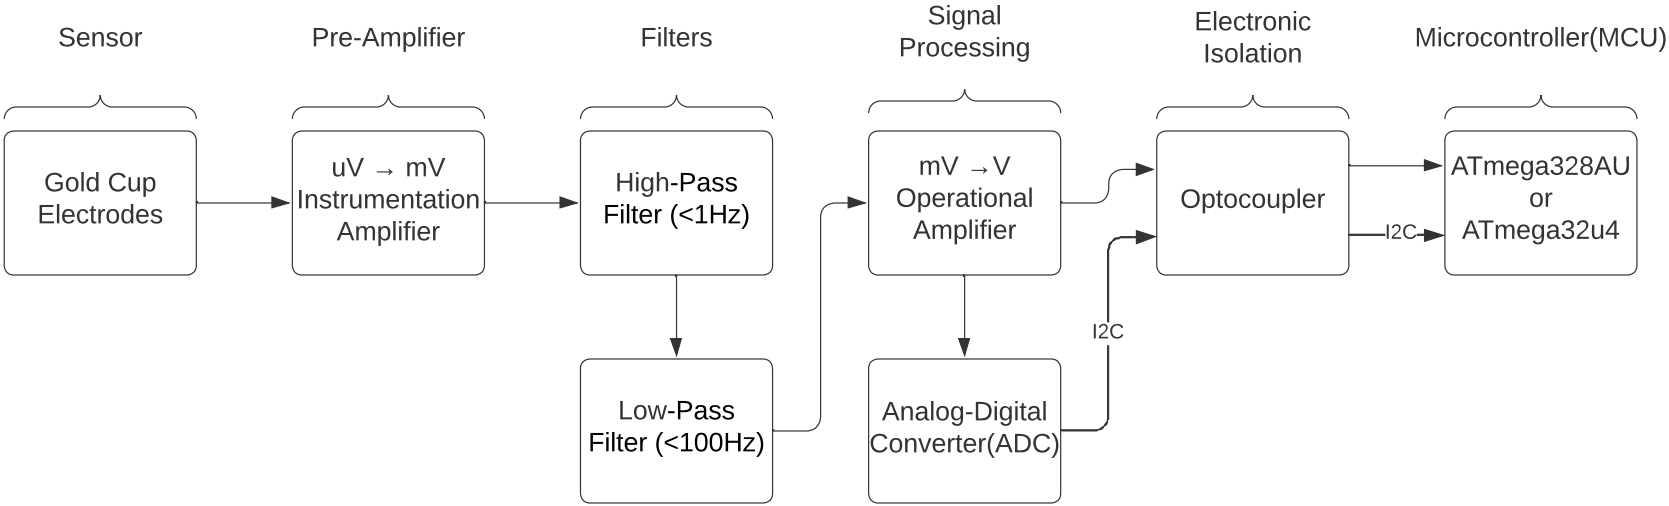 Sensor
Pre-Amplifier
Filters
Signal
Processing
Electronic
Isolation
Microcontroller(MCU)
Gold Cup
Electrodes
uV → mV
Instrumentation
Amplifier
High-Pass
Filter (<1Hz)
mV →V
Operational
Amplifier
Optocoupler
ATmega328AU
or
ATmega32u4
I2C
I2C
Low-Pass
Filter (<100Hz)
Analog-Digital
Converter(ADC)